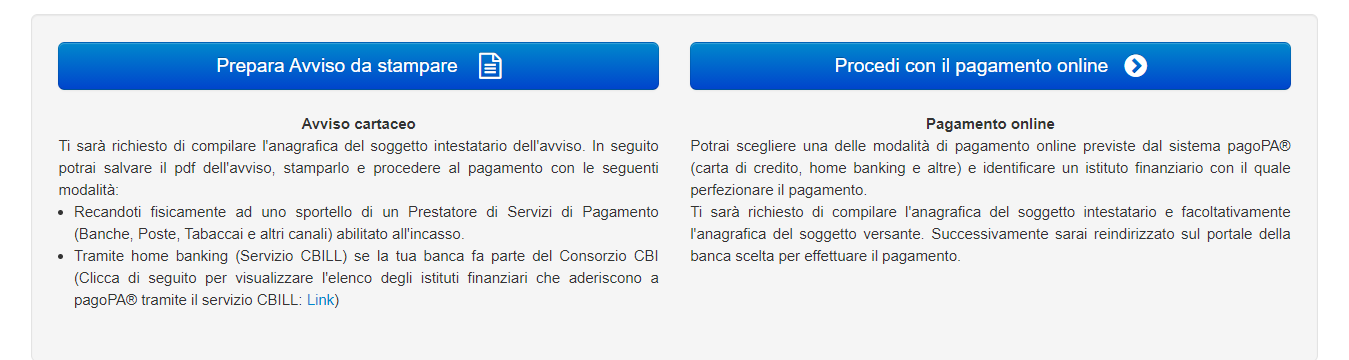 Prepara Avviso da stampare
Avviso cartaceo
Ti sarà richiesto di compilare l'anagrafica del soggetto intestatario dell'avviso. In seguito
potrai salvare il pdf dell'avviso, stamparlo e procedere al pagamento con le seguenti
modalità:
• Recandoti fisicamente ad uno sportello di un Prestatore di Servizi di Pagamento
(Banche, Poste, Tabaccai e altri canali) abilitato all'incasso.
• Tramite home banking (Servizio CBILL) se la tua banca fa parte del Consorzio CBI
(Clicca di seguito per visualizzare l'elenco degli istituti finanziari che aderiscono a
pagoPA® tramite il servizio CBILL: Link)
Procedi con il pagamento online
Pagamento online
Potrai scegliere una delle modalità di pagamento online previste dal sistema pagoPA®
(carta di credito, home banking e altre) e identificare un istituto finanziario con il quale
perfezionare il pagamento.
Ti sarà richiesto di compilare l'anagrafica del soggetto intestatario e facoltativamente
l'anagrafica del soggetto versante. Successivamente sarai reindirizzato sul portale della
banca scelta per effettuare il pagamento.